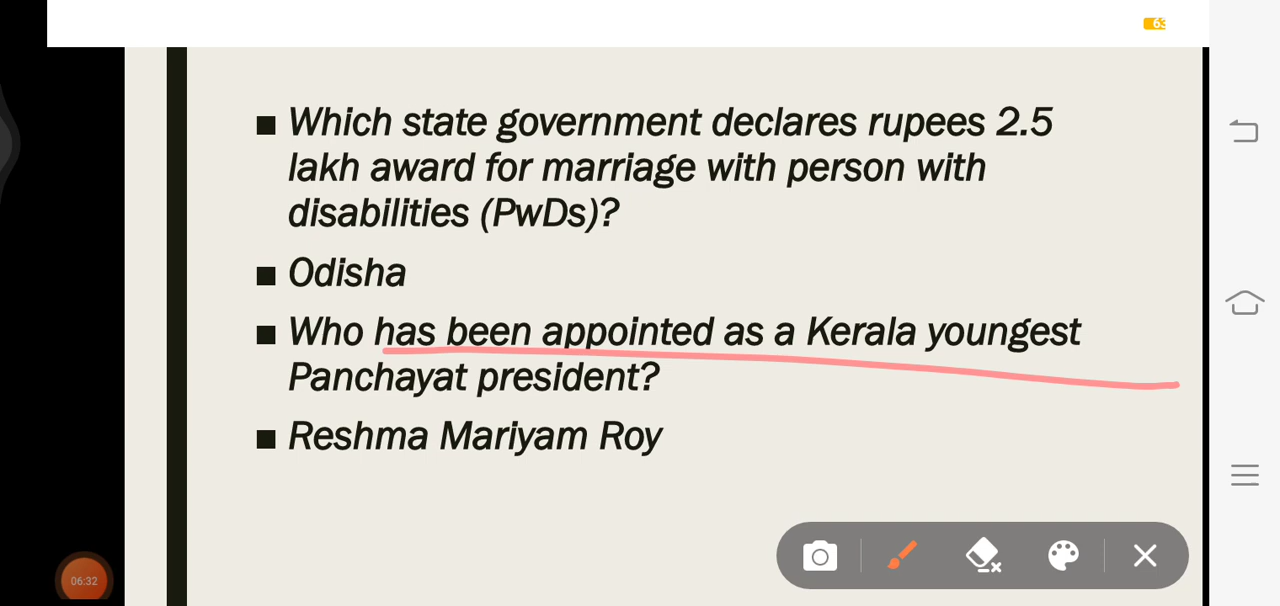 63
Which state government declares rupees 2.5
lakh award for marriage with person with
disabilities (PwDs)?
Odisha
Who has been appointed as a Kerala youngest
Panchayat president?
Reshma Mariyam Roy
06:32